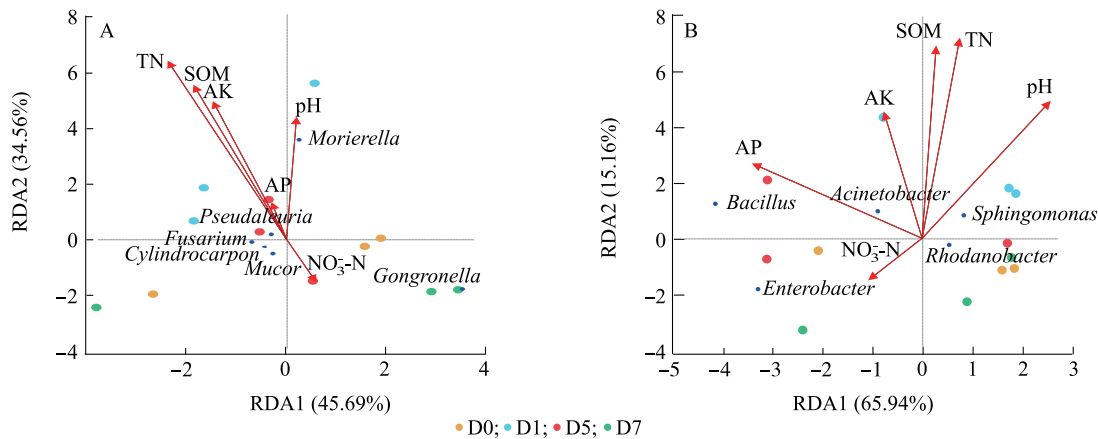 A
8
6
4
2
0
−2
−4
TN
SOM
AK
pH
Morierella
AP
Pseudaleuria
Fusarium
Cylindrocarpon
Mucor
NO₃⁻-N
Gongronella
−2 0 2 4
RDA1 (45.69%)
RDA2 (34.56%)
B
8
6
4
2
0
−2
−4
SOM
TN
pH
AK
AP
Bacillus
Acinetobacter
Sphingomonas
Rhodanobacter
NO₃⁻-N
Enterobacter
−5 −4 −3 −2 −1 0 1 2 3
RDA1 (65.94%)
RDA2 (15.16%)
D0; D1; D5; D7